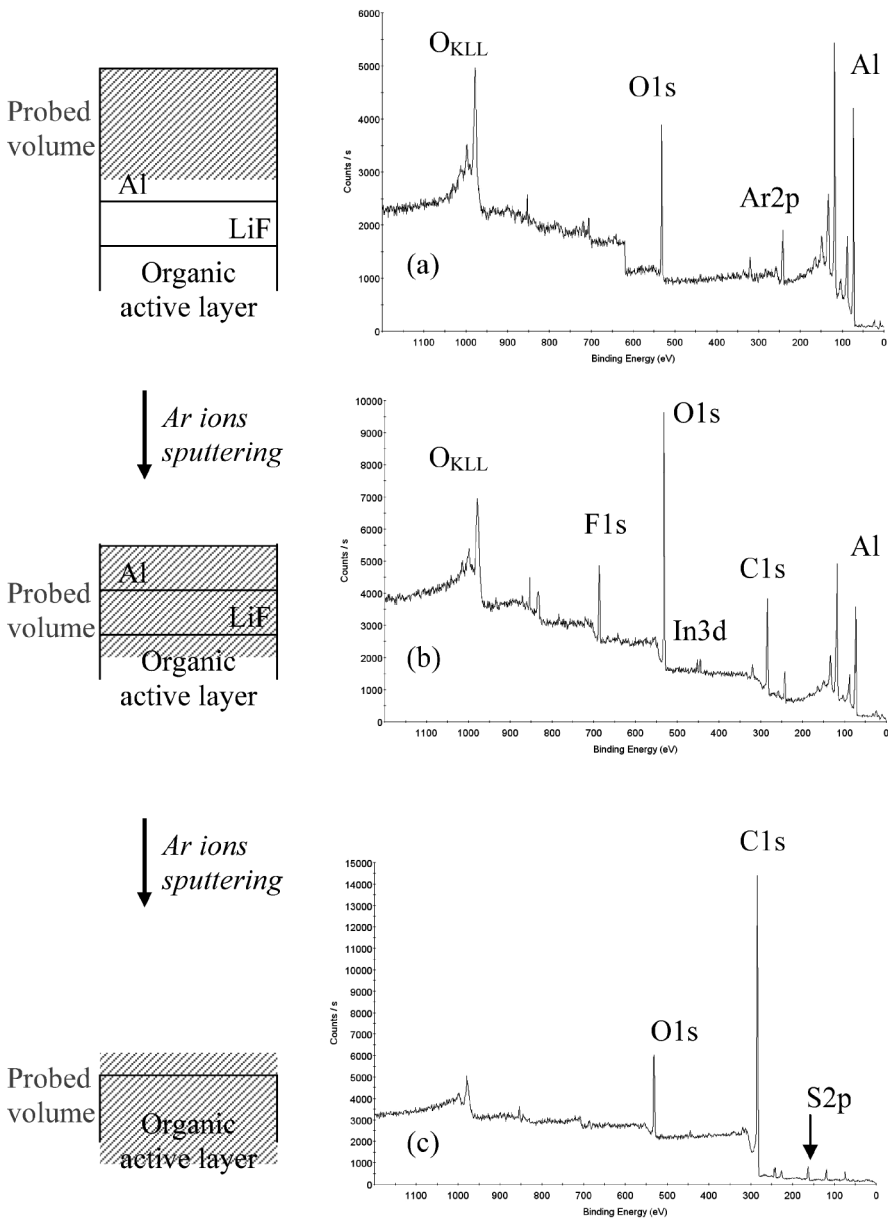 Probed
volume
Al
LiF
Organic
active layer
Counts / s
6000
5000
4000
3000
2000
1000
0
O_KLL
O1s
Ar2p
Al
(a)
1100 1000 900 800 700 600 500 400 300 200 100 0
Binding Energy (eV)
Ar ions
sputtering
Probed
volume
Al
LiF
Organic
active layer
Counts / s
10000
9000
8000
7000
6000
5000
4000
3000
2000
1000
0
O_KLL
F1s
O1s
In3d
C1s
Al
(b)
1100 1000 900 800 700 600 500 400 300 200 100 0
Binding Energy (eV)
Ar ions
sputtering
Probed
volume
Organic
active layer
Counts / s
15000
14000
13000
12000
11000
10000
9000
8000
7000
6000
5000
4000
3000
2000
1000
0
C1s
O1s
S2p
(c)
1100 1000 900 800 700 600 500 400 300 200 100 0
Binding Energy (eV)